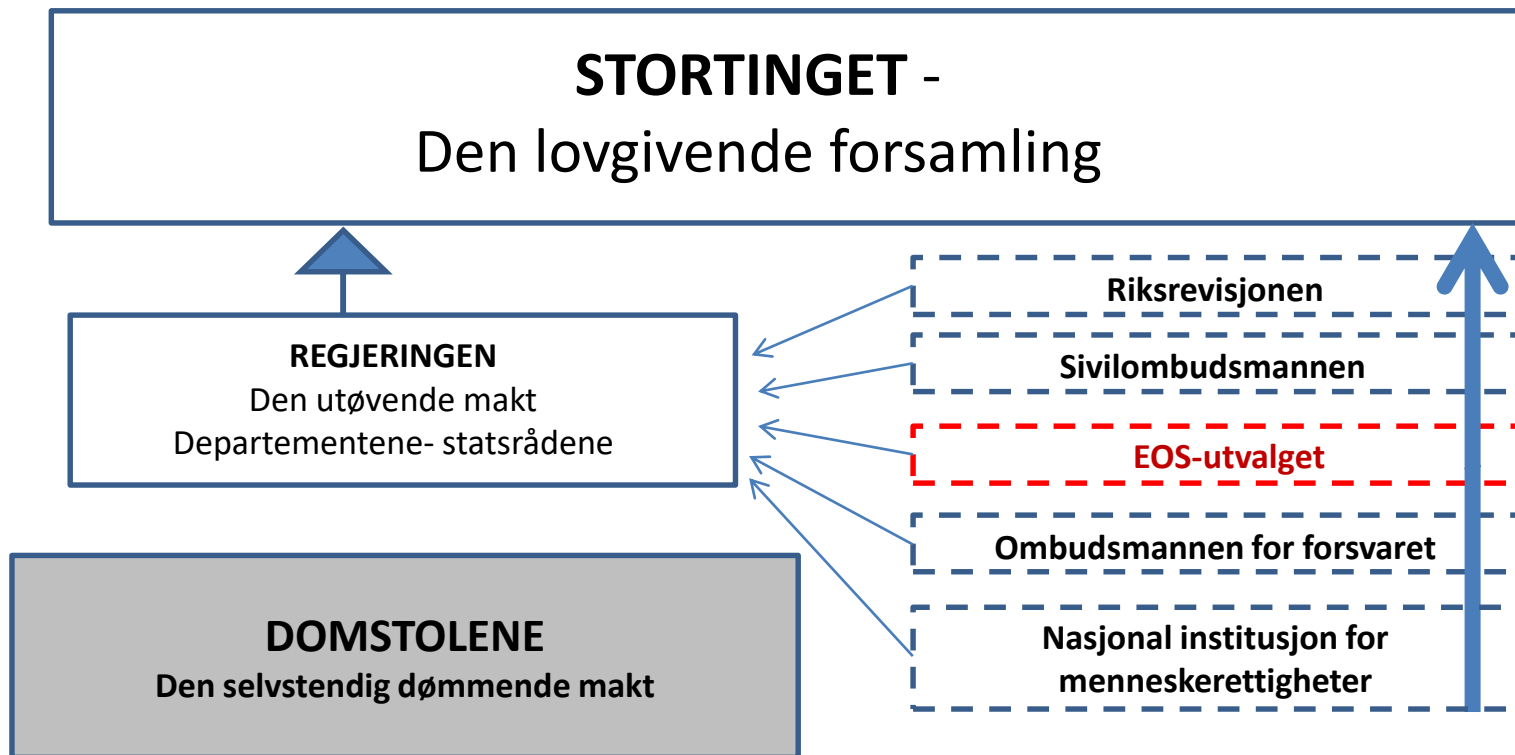 STORTINGET -
Den lovgivende forsamling
REGJERINGEN
Den utøvende makt
Departementene- statsrådene
DOMSTOLENE
Den selvstendig dømmende makt
Riksrevisjonen
Sivilombudsmannen
EOS-utvalget
Ombudsmannen for forsvaret
Nasjonal institusjon for
menneskerettigheter